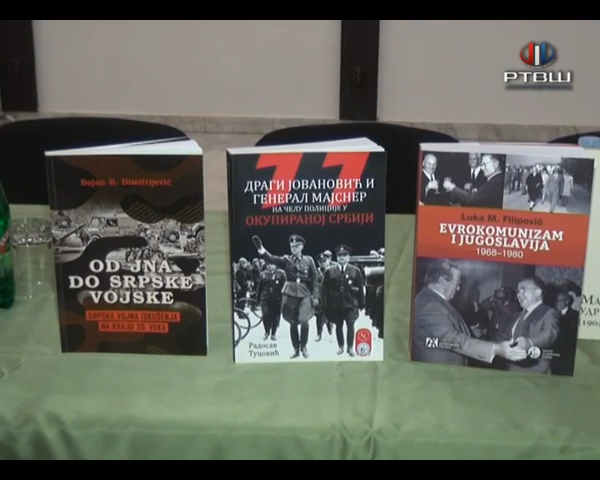 РТВШ
Bojan B. Dimitrijević
OD JNA
DO SRPSKE
VOJSKE
SRPSKA VOJNA ISKUŠENJA
NA KRAJU 20. VEKA
ДРАГИ ЈОВАНОВИЋ И
ГЕНЕРАЛ МАЈСНЕР
НА ЧЕЛУ ПОЛИЦИЈЕ У
ОКУПИРАНОЈ СРБИЈИ
Радосав
Туцовић
Luka M. Filipović
EVROKOMUNIZAM
I JUGOSLAVIJA
1968–1980